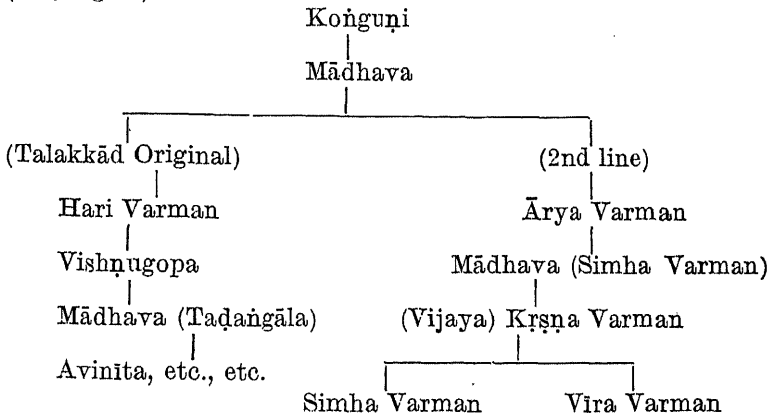 Koṅguṇi
Mādhava
(Talakkāḍ Original) (2nd line)
Hari Varman Ārya Varman
Vishṇugopa Mādhava (Simha Varman)
Mādhava (Taḍaṅgāla) (Vijaya) Kṛṣṇa Varman
Avinīta, etc., etc.
Simha Varman Vīra Varman